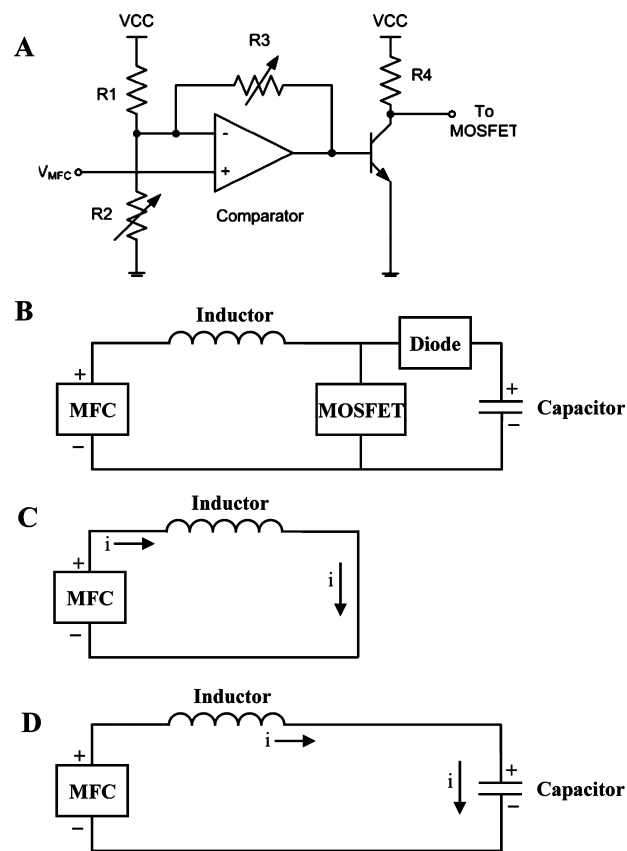 A
VCC
R1
R2
V_MFC
R3
-
+
Comparator
VCC
R4
To
MOSFET
B
Inductor
Diode
+
MFC
−
MOSFET
+
−
Capacitor
C
Inductor
i
i
+
MFC
−
D
Inductor
i
i
+
MFC
−
+
−
Capacitor